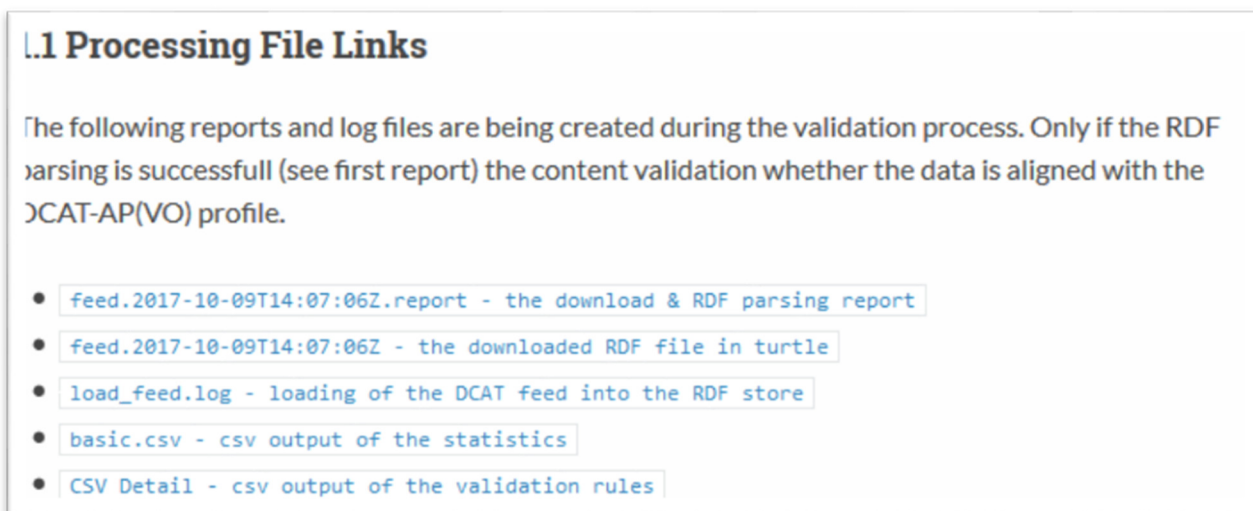 .1 Processing File Links
The following reports and log files are being created during the validation process. Only if the RDF
parsing is successfull (see first report) the content validation whether the data is aligned with the
DCAT-AP(VO) profile.
feed.2017-10-09T14:07:06Z.report - the download & RDF parsing report
feed.2017-10-09T14:07:06Z - the downloaded RDF file in turtle
load_feed.log - loading of the DCAT feed into the RDF store
basic.csv - csv output of the statistics
CSV Detail - csv output of the validation rules